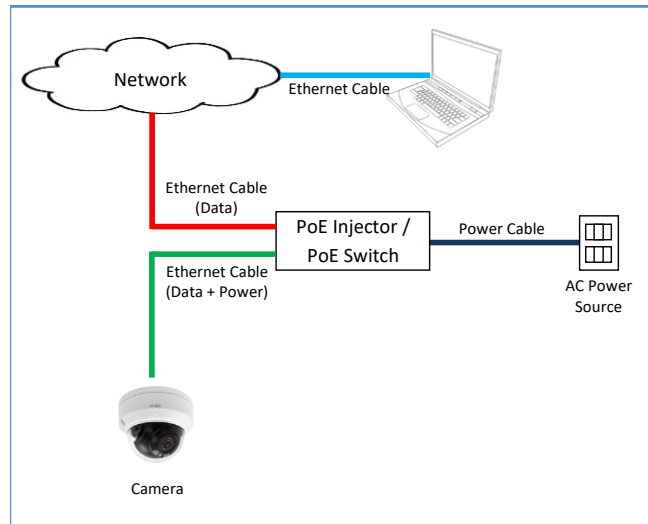 Network
Ethernet Cable
Ethernet Cable
(Data)
PoE Injector /
PoE Switch
Power Cable
Ethernet Cable
(Data + Power)
AC Power
Source
Camera